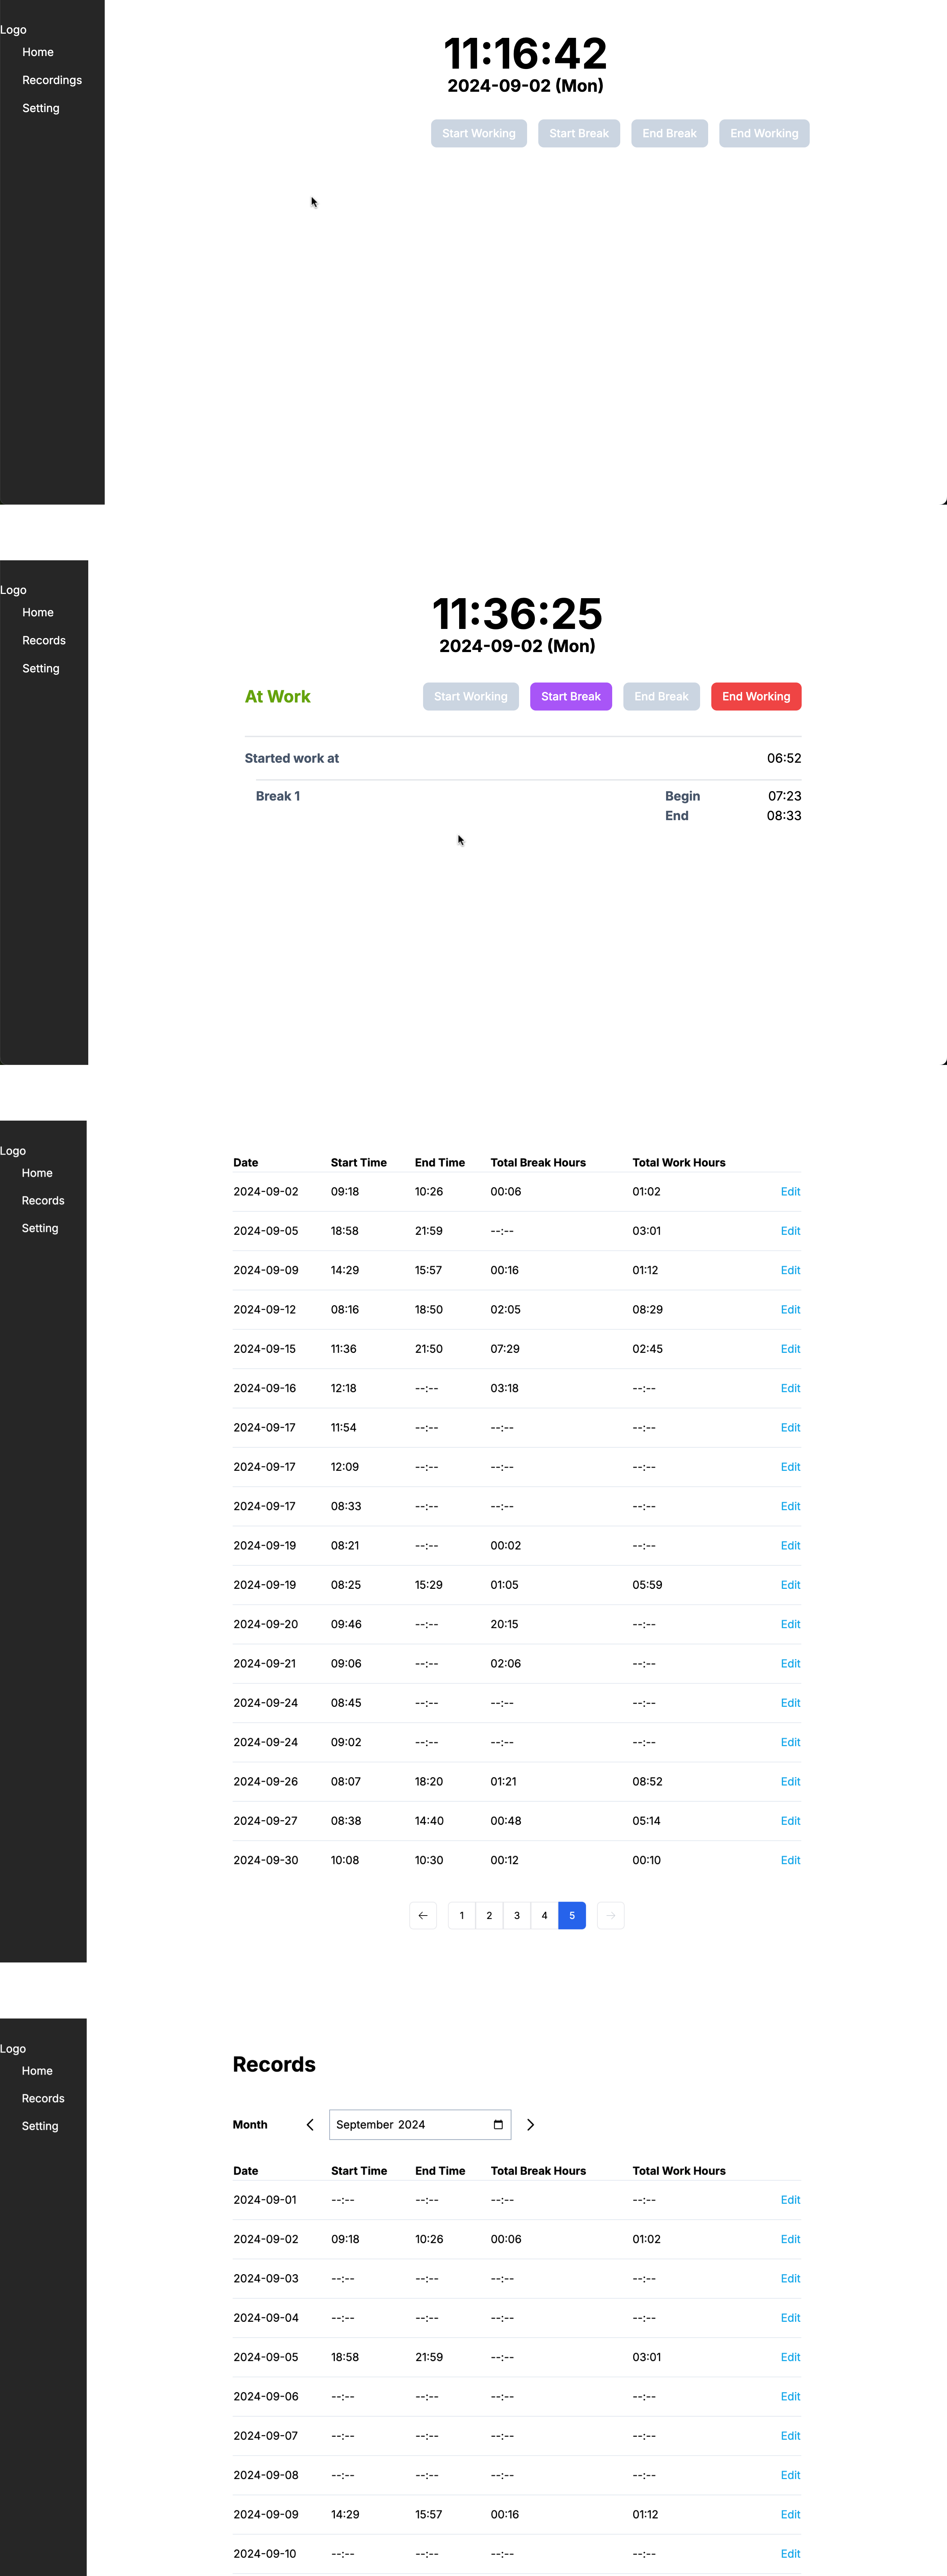 Logo
Home
Recordings
Setting
11:16:42
2024-09-02 (Mon)
Start Working Start Break End Break End Working
Logo
Home
Records
Setting
11:36:25
2024-09-02 (Mon)
At Work Start Working Start Break End Break End Working
Started work at 06:52
Break 1 Begin 07:23
End 08:33
Logo
Home
Records
Setting
Date Start Time End Time Total Break Hours Total Work Hours
2024-09-02 09:18 10:26 00:06 01:02 Edit
2024-09-05 18:58 21:59 --:-- 03:01 Edit
2024-09-09 14:29 15:57 00:16 01:12 Edit
2024-09-12 08:16 18:50 02:05 08:29 Edit
2024-09-15 11:36 21:50 07:29 02:45 Edit
2024-09-16 12:18 --:-- 03:18 --:-- Edit
2024-09-17 11:54 --:-- --:-- --:-- Edit
2024-09-17 12:09 --:-- --:-- --:-- Edit
2024-09-17 08:33 --:-- --:-- --:-- Edit
2024-09-19 08:21 --:-- 00:02 --:-- Edit
2024-09-19 08:25 15:29 01:05 05:59 Edit
2024-09-20 09:46 --:-- 20:15 --:-- Edit
2024-09-21 09:06 --:-- 02:06 --:-- Edit
2024-09-24 08:45 --:-- --:-- --:-- Edit
2024-09-24 09:02 --:-- --:-- --:-- Edit
2024-09-26 08:07 18:20 01:21 08:52 Edit
2024-09-27 08:38 14:40 00:48 05:14 Edit
2024-09-30 10:08 10:30 00:12 00:10 Edit
← 1 2 3 4 5 →
Logo
Home
Records
Setting
Records
Month September 2024
Date Start Time End Time Total Break Hours Total Work Hours
2024-09-01 --:-- --:-- --:-- --:-- Edit
2024-09-02 09:18 10:26 00:06 01:02 Edit
2024-09-03 --:-- --:-- --:-- --:-- Edit
2024-09-04 --:-- --:-- --:-- --:-- Edit
2024-09-05 18:58 21:59 --:-- 03:01 Edit
2024-09-06 --:-- --:-- --:-- --:-- Edit
2024-09-07 --:-- --:-- --:-- --:-- Edit
2024-09-08 --:-- --:-- --:-- --:-- Edit
2024-09-09 14:29 15:57 00:16 01:12 Edit
2024-09-10 --:-- --:-- --:-- --:-- Edit